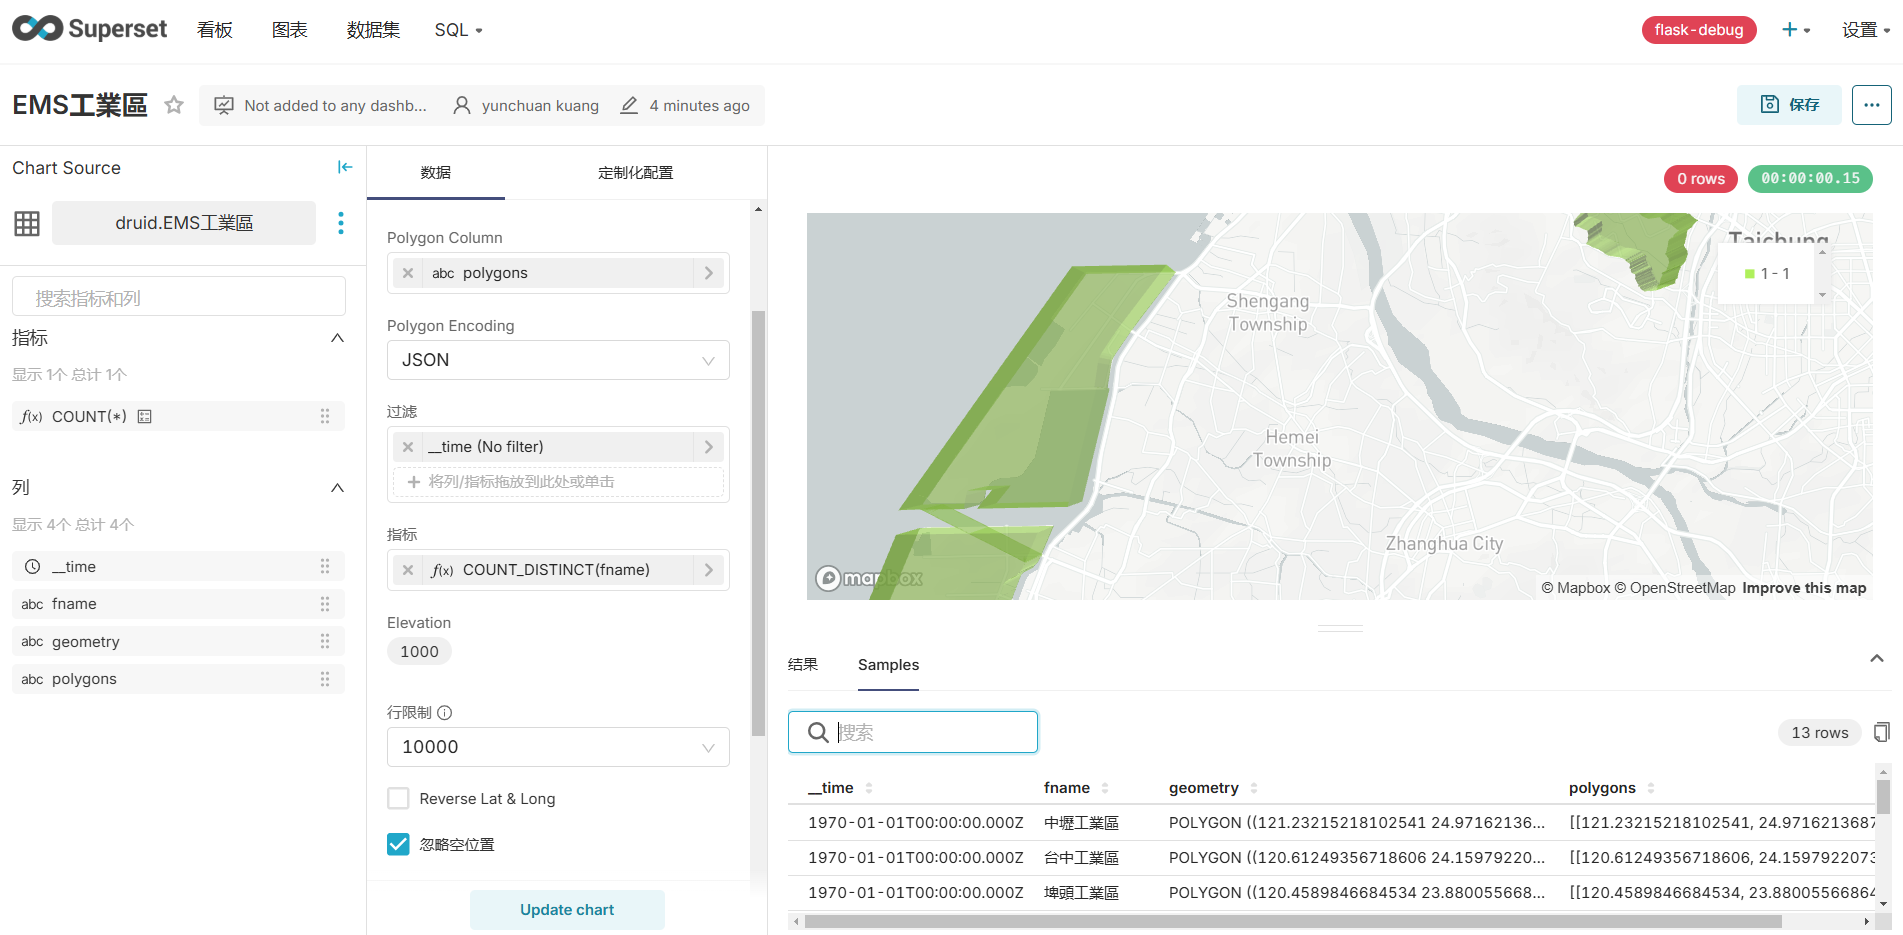 Superset 看板 图表 数据集 SQL flask-debug + 设置
EMS工業區 Not added to any dashb... yunchuan kuang 4 minutes ago 保存 ...
Chart Source
druid.EMS工業區
搜索指标和列
指标
显示 1个 总计 1个
ƒ(x) COUNT(*)
列
显示 4个 总计 4个
__time
abc fname
abc geometry
abc polygons
数据 定制化配置
Polygon Column
abc polygons
Polygon Encoding
JSON
过滤
__time (No filter)
将列/指标拖放到此处或单击
指标
ƒ(x) COUNT_DISTINCT(fname)
Elevation
1000
行限制
10000
Reverse Lat & Long
忽略空位置
Update chart
0 rows 00:00:00.15
Taichung
1 - 1
Shengang
Township
Hemei
Township
Zhanghua City
mapbox
© Mapbox © OpenStreetMap Improve this map
结果 Samples
搜索
13 rows
__time fname geometry polygons
1970-01-01T00:00:00.000Z 中壢工業區 POLYGON ((121.23215218102541 24.97162136... [[121.23215218102541, 24.9716213687
1970-01-01T00:00:00.000Z 台中工業區 POLYGON ((120.61249356718606 24.15979220... [[120.61249356718606, 24.1597922073
1970-01-01T00:00:00.000Z 埤頭工業區 POLYGON ((120.4589846684534 23.880055668... [[120.4589846684534, 23.88005566864